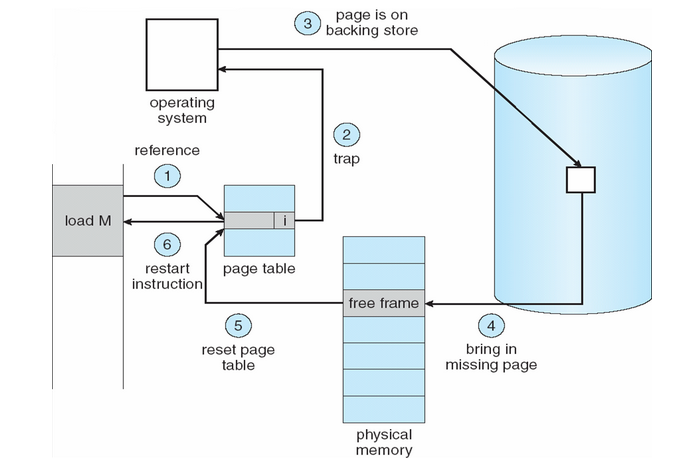 3
page is on
backing store
operating
system
2
trap
reference
1
load M
i
6
restart
instruction
page table
free frame
5
reset page
table
4
bring in
missing page
physical
memory